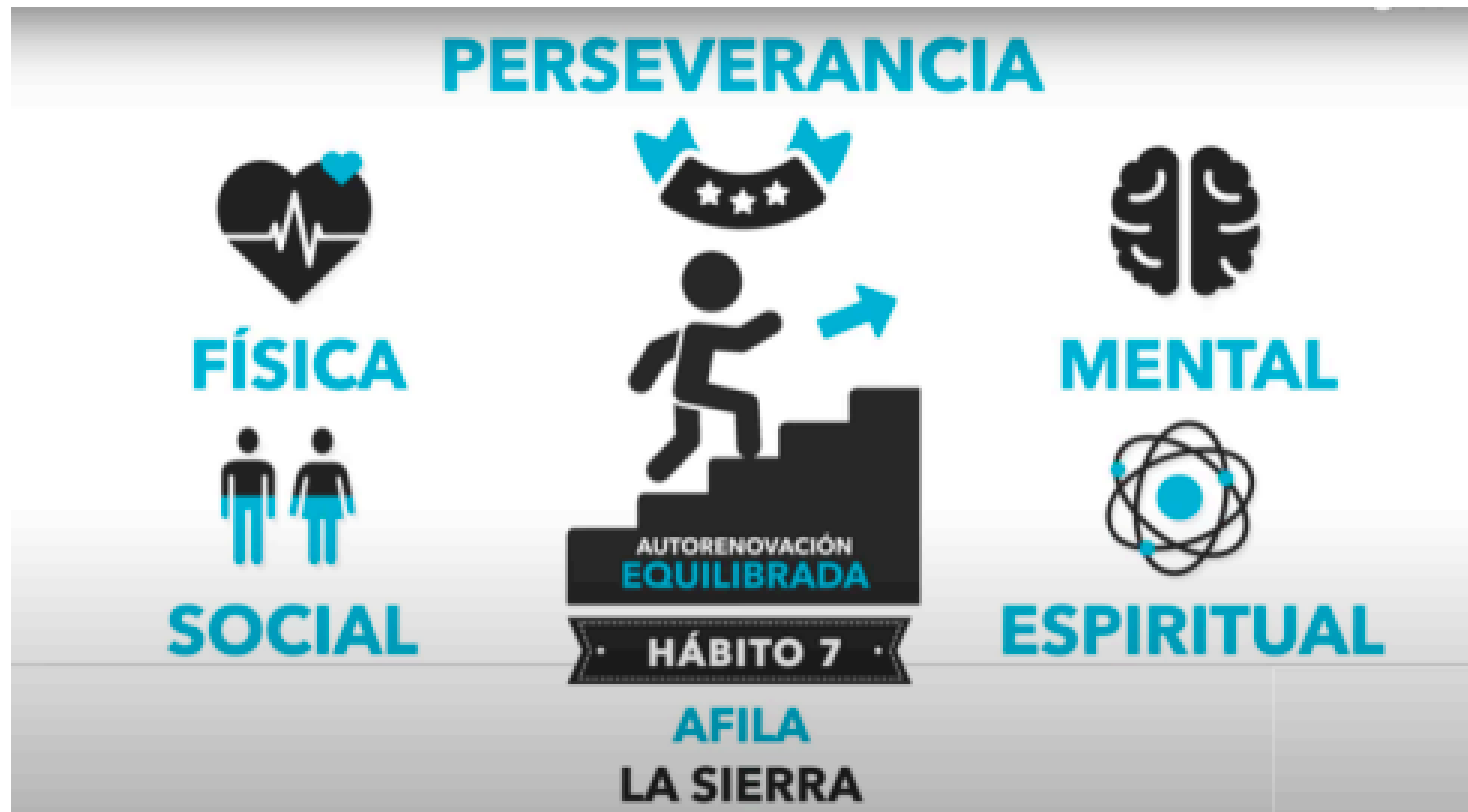 PERSEVERANCIA
FÍSICA
MENTAL
SOCIAL
ESPIRITUAL
AUTORENOVACIÓN
EQUILIBRADA
HÁBITO 7
AFILA
LA SIERRA